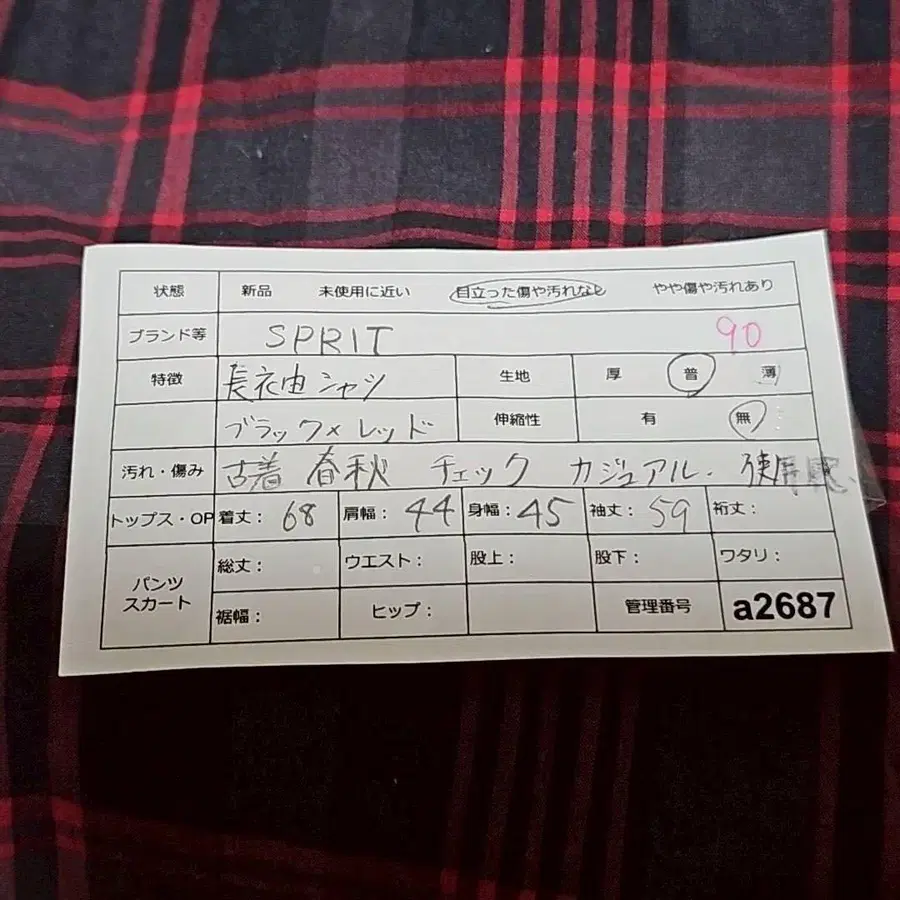 状態 新品 未使用に近い 目立った傷や汚れなし やや傷や汚れあり
ブランド等 SPRIT 90
特徴 長衣由シャツ 生地 厚 普 薄
ブラック×レッド 伸縮性 有 無
汚れ・傷み 古着 春秋 チェック カジュアル. 使用感.
トップス・OP 着丈: 68 肩幅: 44 身幅: 45 袖丈: 59 裄丈:
パンツ スカート 総丈: ウエスト: 股上: 股下: ワタリ:
裾幅: ヒップ: 管理番号 a2687